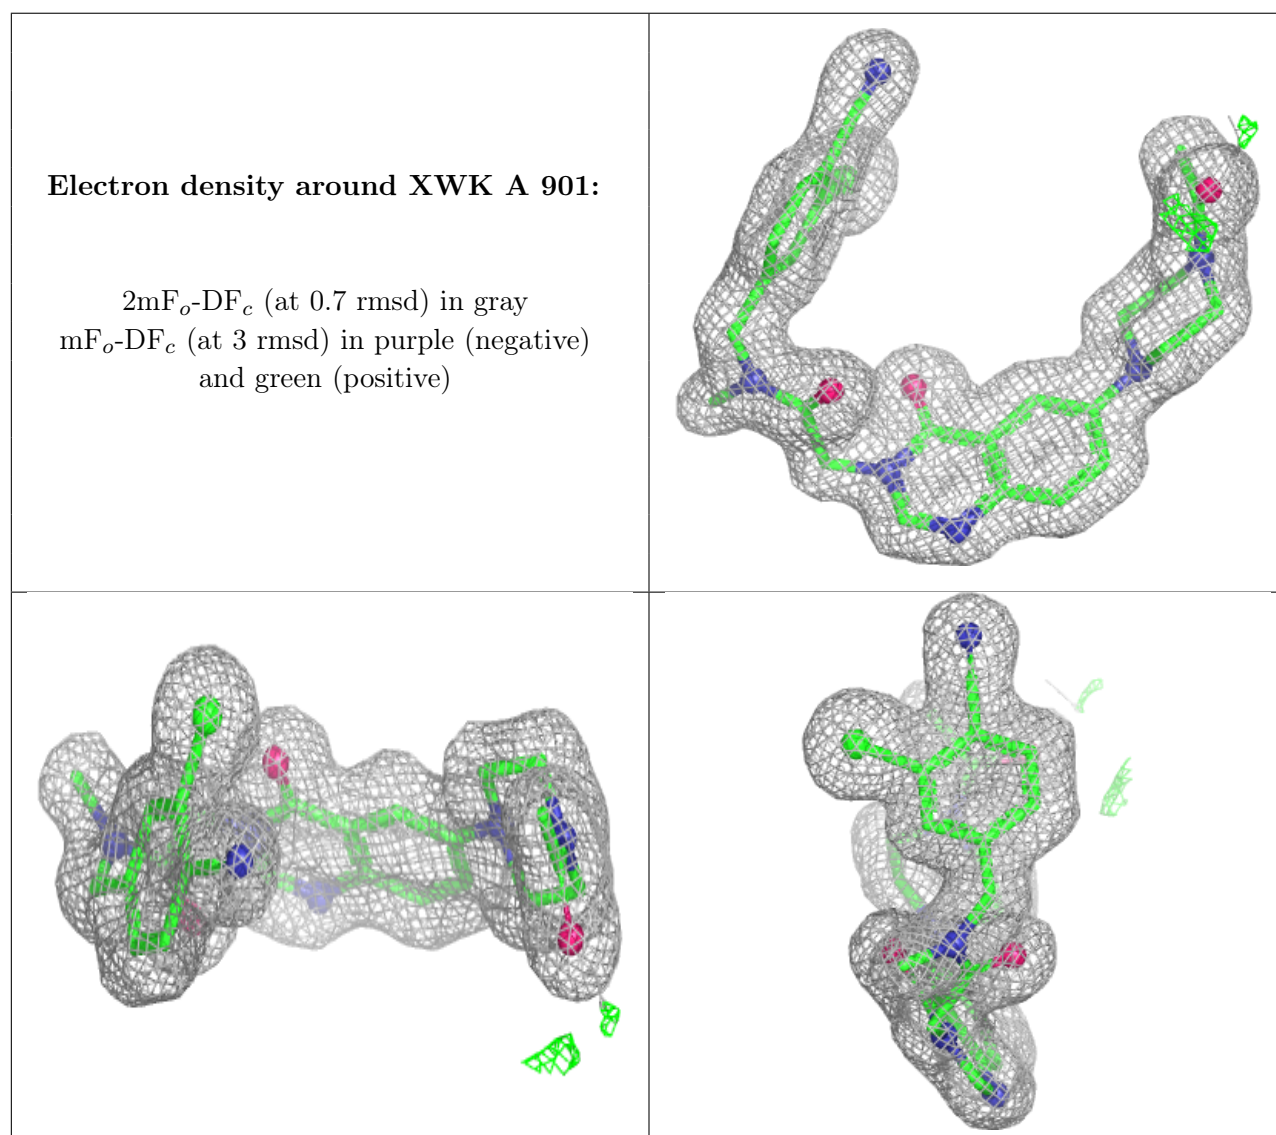 Electron density around XWK A 901:
2mFo-DFc (at 0.7 rmsd) in gray
mFo-DFc (at 3 rmsd) in purple (negative)
and green (positive)